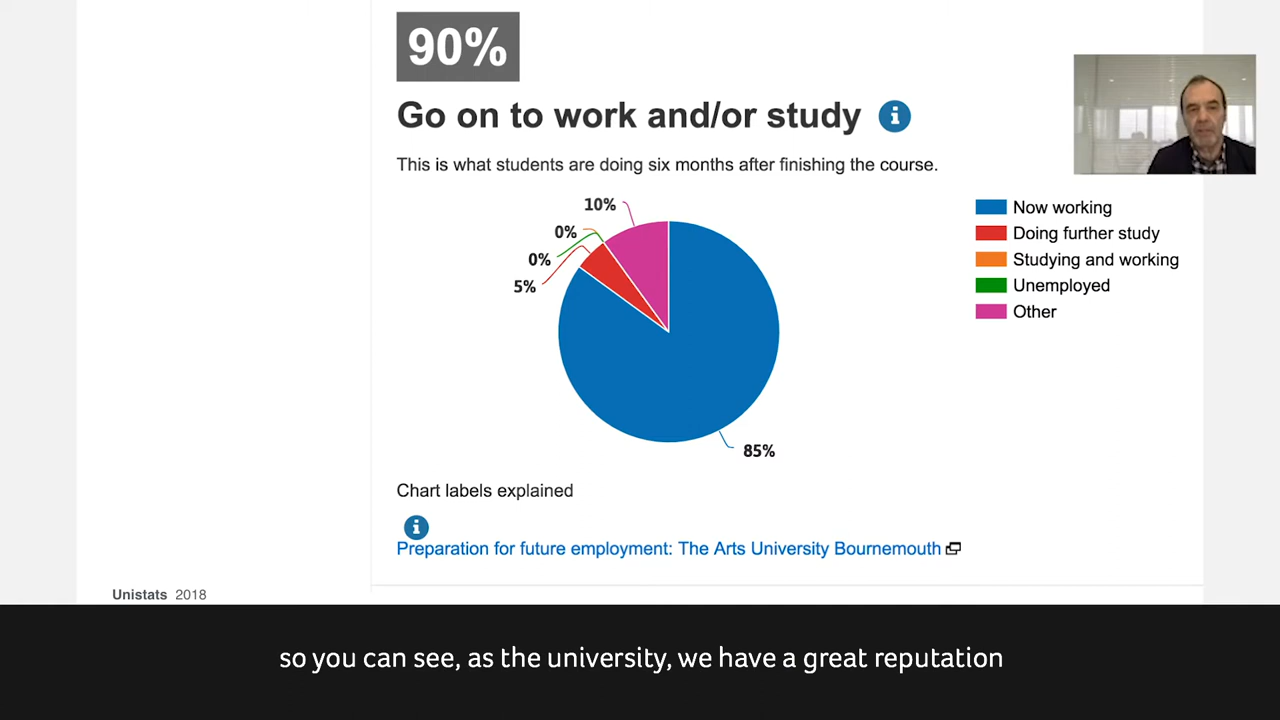 90%
Go on to work and/or study
This is what students are doing six months after finishing the course.
10%
0%
0%
5%
85%
Now working
Doing further study
Studying and working
Unemployed
Other
Chart labels explained
Preparation for future employment: The Arts University Bournemouth
Unistats 2018
so you can see, as the university, we have a great reputation